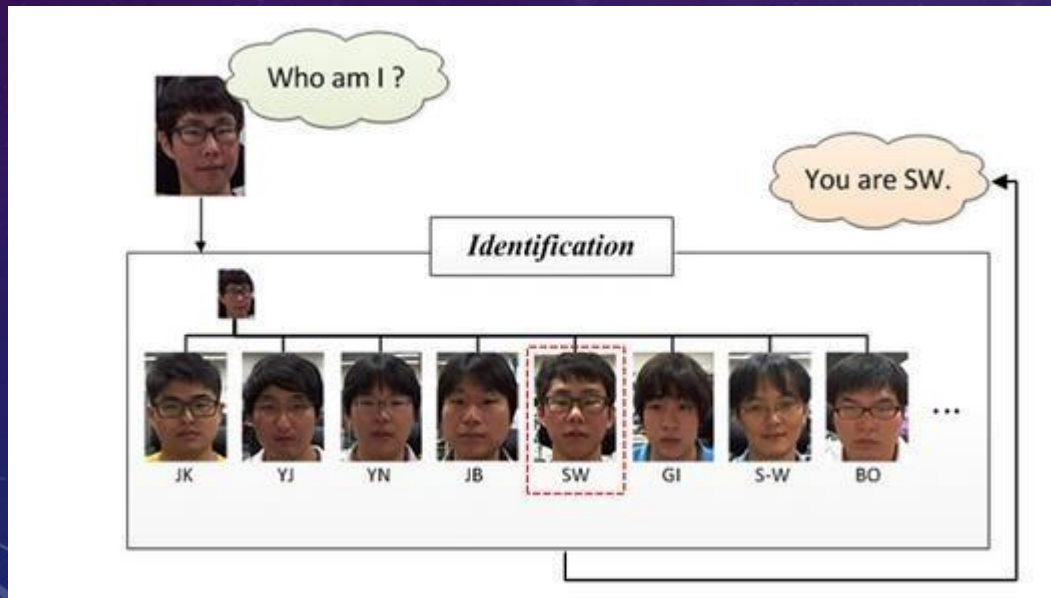 Who am I ?
You are SW.
Identification
JK YJ YN JB SW GI S-W BO ...